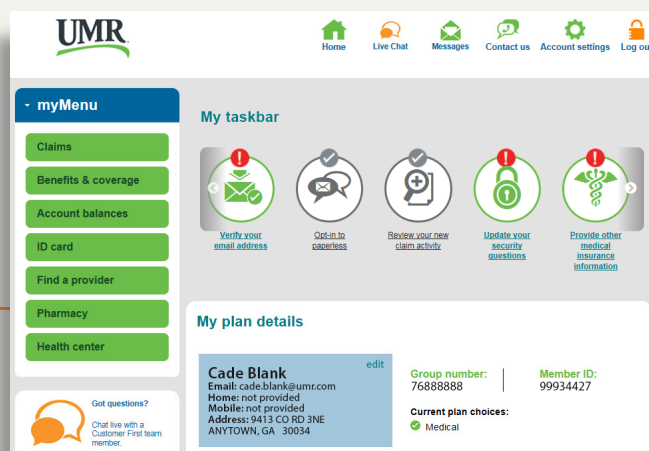 UMR
Home
Live Chat
Messages
Contact us
Account settings
Log ou
myMenu
Claims
Benefits & coverage
Account balances
ID card
Find a provider
Pharmacy
Health center
Got questions?
Chat live with a
Customer First team
member.
My taskbar
Verify your
email address
Opt-in to
paperless
Review your new
claim activity
Update your
security
questions
Provide other
medical
insurance
information
My plan details
edit
Cade Blank
Email: cade.blank@umr.com
Home: not provided
Mobile: not provided
Address: 9413 CO RD 3NE
ANYTOWN, GA 30034
Group number:
76888888
Member ID:
99934427
Current plan choices:
Medical